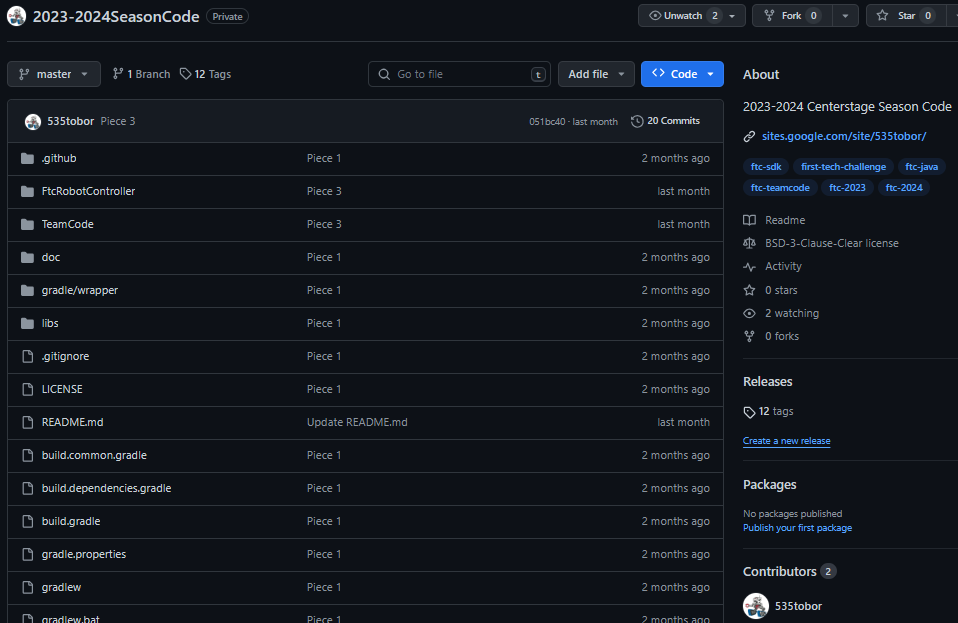 2023-2024SeasonCode Private Unwatch 2 Fork 0 Star 0
master 1 Branch 12 Tags Go to file t Add file Code
535tobor Piece 3 051bc40 · last month 20 Commits
.github Piece 1 2 months ago
FtcRobotController Piece 3 last month
TeamCode Piece 3 last month
doc Piece 1 2 months ago
gradle/wrapper Piece 1 2 months ago
libs Piece 1 2 months ago
.gitignore Piece 1 2 months ago
LICENSE Piece 1 2 months ago
README.md Update README.md last month
build.common.gradle Piece 1 2 months ago
build.dependencies.gradle Piece 1 2 months ago
build.gradle Piece 1 2 months ago
gradle.properties Piece 1 2 months ago
gradlew Piece 1 2 months ago
gradlew.bat Piece 1 2 months ago
About
2023-2024 Centerstage Season Code
sites.google.com/site/535tobor/
ftc-sdk first-tech-challenge ftc-java
ftc-teamcode ftc-2023 ftc-2024
Readme
BSD-3-Clause-Clear license
Activity
0 stars
2 watching
0 forks
Releases
12 tags
Create a new release
Packages
No packages published
Publish your first package
Contributors 2
535tobor